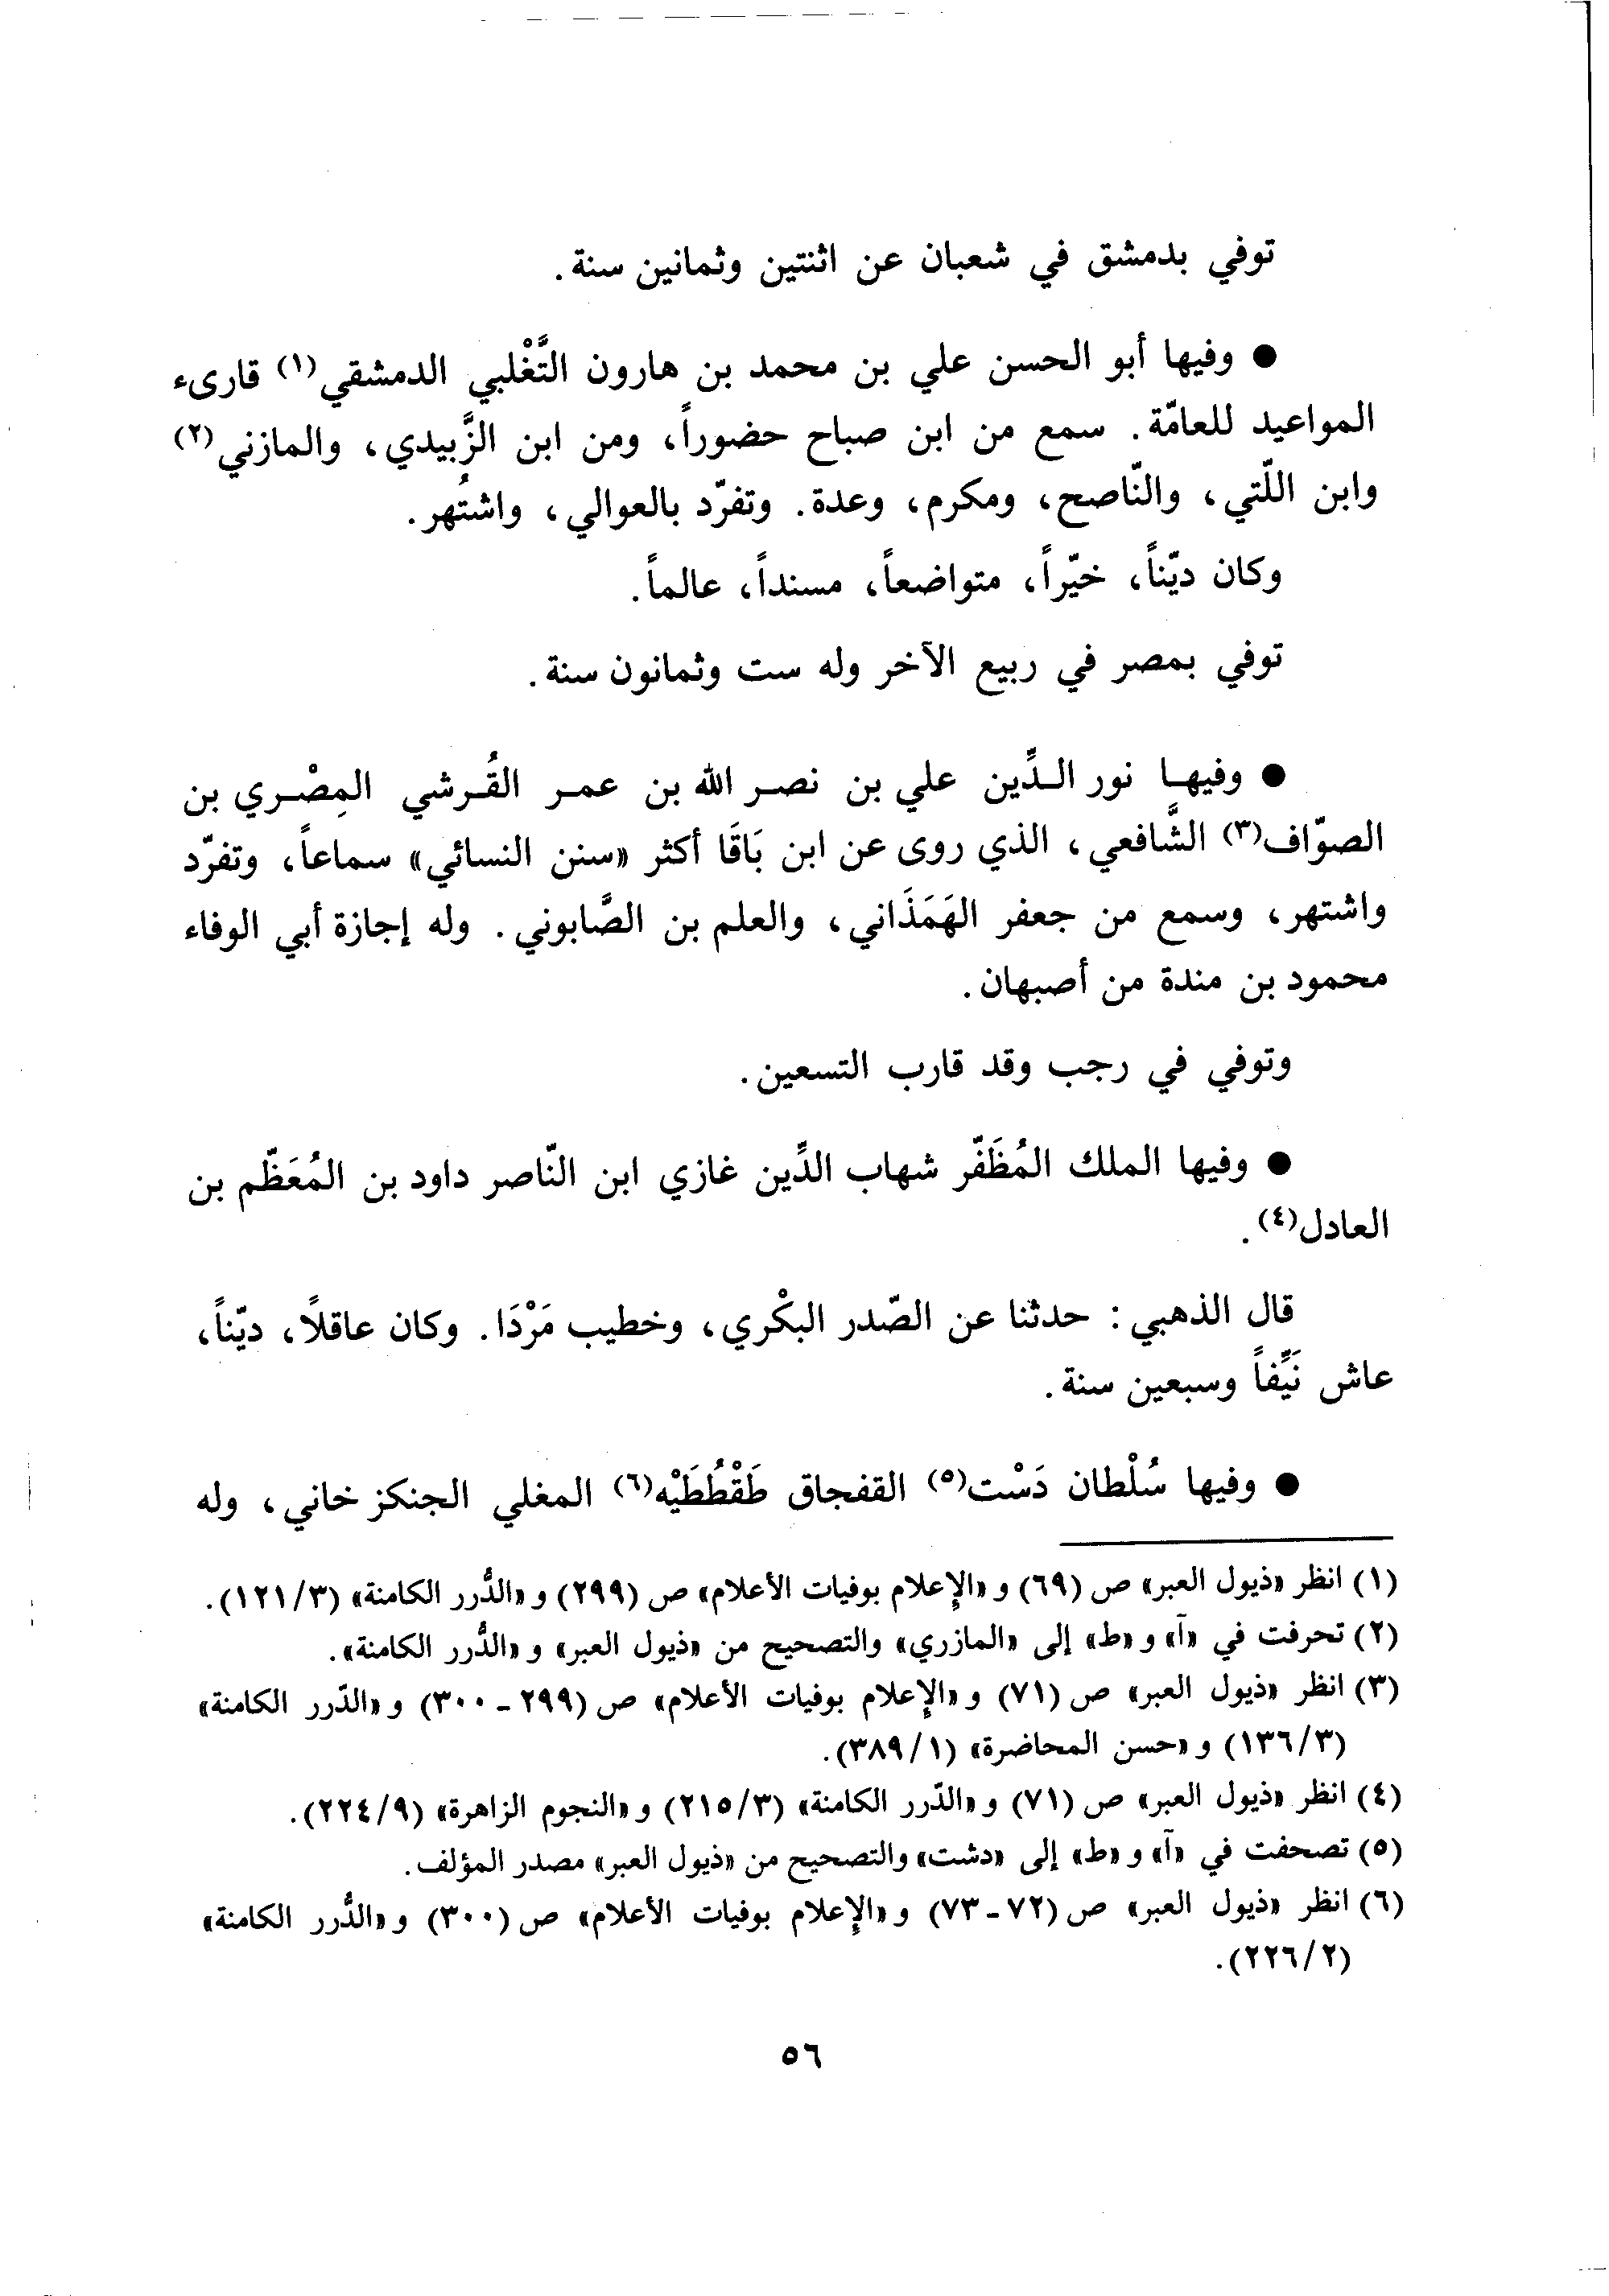 توفي بدمشق في شعبان عن اثنتين وثمانين سنة.
● وفيها أبو الحسن علي بن محمد بن هارون التَّغْلبي الدمشقي(١) قارىء
المواعيد للعامّة. سمع من ابن صباح حضوراً، ومن ابن الزَّبيدي، والمازني(٢)
وابن اللّتي، والنّاصح، ومكرم، وعدة. وتفرّد بالعوالي، واشتُهر.
وكان ديّناً، خيّراً، متواضعاً، مسنداً، عالماً.
توفي بمصر في ربيع الآخر وله ست وثمانون سنة.
● وفيها نور الدِّين علي بن نصر الله بن عمر القُرشي المِصْري بن
الصوّاف(٣) الشَّافعي، الذي روى عن ابن بَاقَا أكثر «سنن النسائي» سماعاً، وتفرّد
واشتهر، وسمع من جعفر الهَمَذَاني، والعلم بن الصَّابوني. وله إجازة أبي الوفاء
محمود بن مندة من أصبهان.
وتوفي في رجب وقد قارب التسعين.
● وفيها الملك المُظَفّر شهاب الدِّين غازي ابن النّاصر داود بن المُعَظّم بن
العادل(٤).
قال الذهبي: حدثنا عن الصّدر البكْري، وخطيب مَرْدَا. وكان عاقلًا، ديّناً،
عاش نَيِّفاً وسبعين سنة.
● وفيها سُلْطان دَسْت(٥) القفجاق طَقْطُطَيْه(٦) المغلي الجنكز خاني، وله
(١) انظر «ذيول العبر» ص (٦٩) و «الإعلام بوفيات الأعلام» ص (٢٩٩) و «الدُّرر الكامنة» (١٢١/٣).
(٢) تحرفت في «آ» و «ط» إلى «المازري» والتصحيح من «ذيول العبر» و «الدُّرر الكامنة».
(٣) انظر «ذيول العبر» ص (٧١) و «الإعلام بوفيات الأعلام» ص (٢٩٩ - ٣٠٠) و «الدّرر الكامنة»
(١٣٦/٣) و «حسن المحاضرة» (٣٨٩/١).
(٤) انظر «ذيول العبر» ص (٧١) و «الدّرر الكامنة» (٢١٥/٣) و «النجوم الزاهرة» (٢٢٤/٩).
(٥) تصحفت في «آ» و «ط» إلى «دشت» والتصحيح من «ذيول العبر» مصدر المؤلف.
(٦) انظر «ذيول العبر» ص (٧٢ - ٧٣) و «الإعلام بوفيات الأعلام» ص (٣٠٠) و «الدُّرر الكامنة»
(٢٢٦/٢).
٥٦